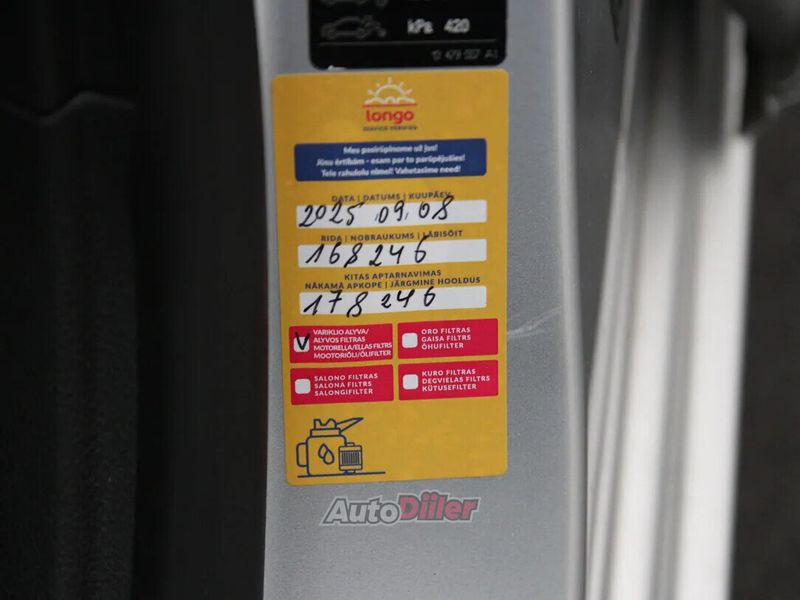 kPa 420
longo
SERVICE VERIFIED
Mes pasirūpinome už jus!
Jūsu ērtībām - esam par to parūpējušies!
Teie rahulolu nimel! Vahetasime need!
DATA | DATUMS | KUUPÄEV
2025.09.08
RIDA | NOBRAUKUMS | LÄBISÕIT
168246
KITAS APTARNAVIMAS
NĀKAMĀ APKOPE | JÄRGMINE HOOLDUS
178246
V
VARIKLIO ALYVA/
ALYVOS FILTRAS
MOTOREĻĻA/EĻĻAS FILTRS
MOOTORIÕLI/ÕLIFILTER
ORO FILTRAS
GAISA FILTRS
ÕHUFILTER
SALONO FILTRAS
SALONA FILTRS
SALONGIFILTER
KURO FILTRAS
DEGVIELAS FILTRS
KÜTUSEFILTER
AutoDiiler